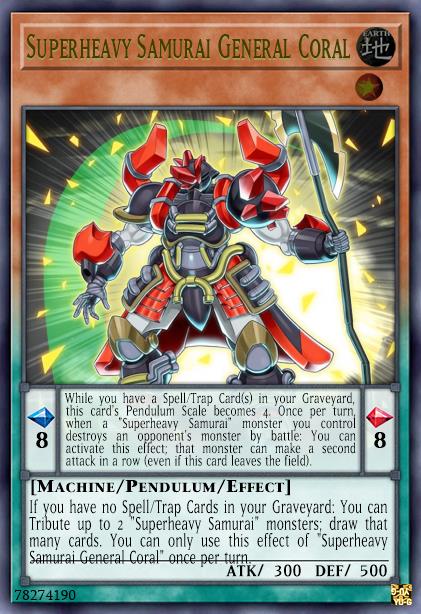 SUPERHEAVY SAMURAI GENERAL CORAL
EARTH
地
While you have a Spell/Trap Card(s) in your Graveyard,
this card's Pendulum Scale becomes 4. Once per turn,
when a "Superheavy Samurai" monster you control
destroys an opponent's monster by battle: You can
activate this effect; that monster can make a second
attack in a row (even if this card leaves the field).
8
8
[MACHINE/PENDULUM/EFFECT]
If you have no Spell/Trap Cards in your Graveyard: You can
Tribute up to 2 "Superheavy Samurai" monsters; draw that
many cards. You can only use this effect of "Superheavy
Samurai General Coral" once per turn.
ATK/ 300 DEF/ 500
78274190